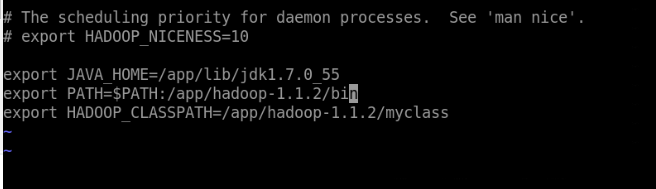 # The scheduling priority for daemon processes.  See 'man nice'.
# export HADOOP_NICENESS=10
export JAVA_HOME=/app/lib/jdk1.7.0_55
export PATH=$PATH:/app/hadoop-1.1.2/bin
export HADOOP_CLASSPATH=/app/hadoop-1.1.2/myclass
~
~